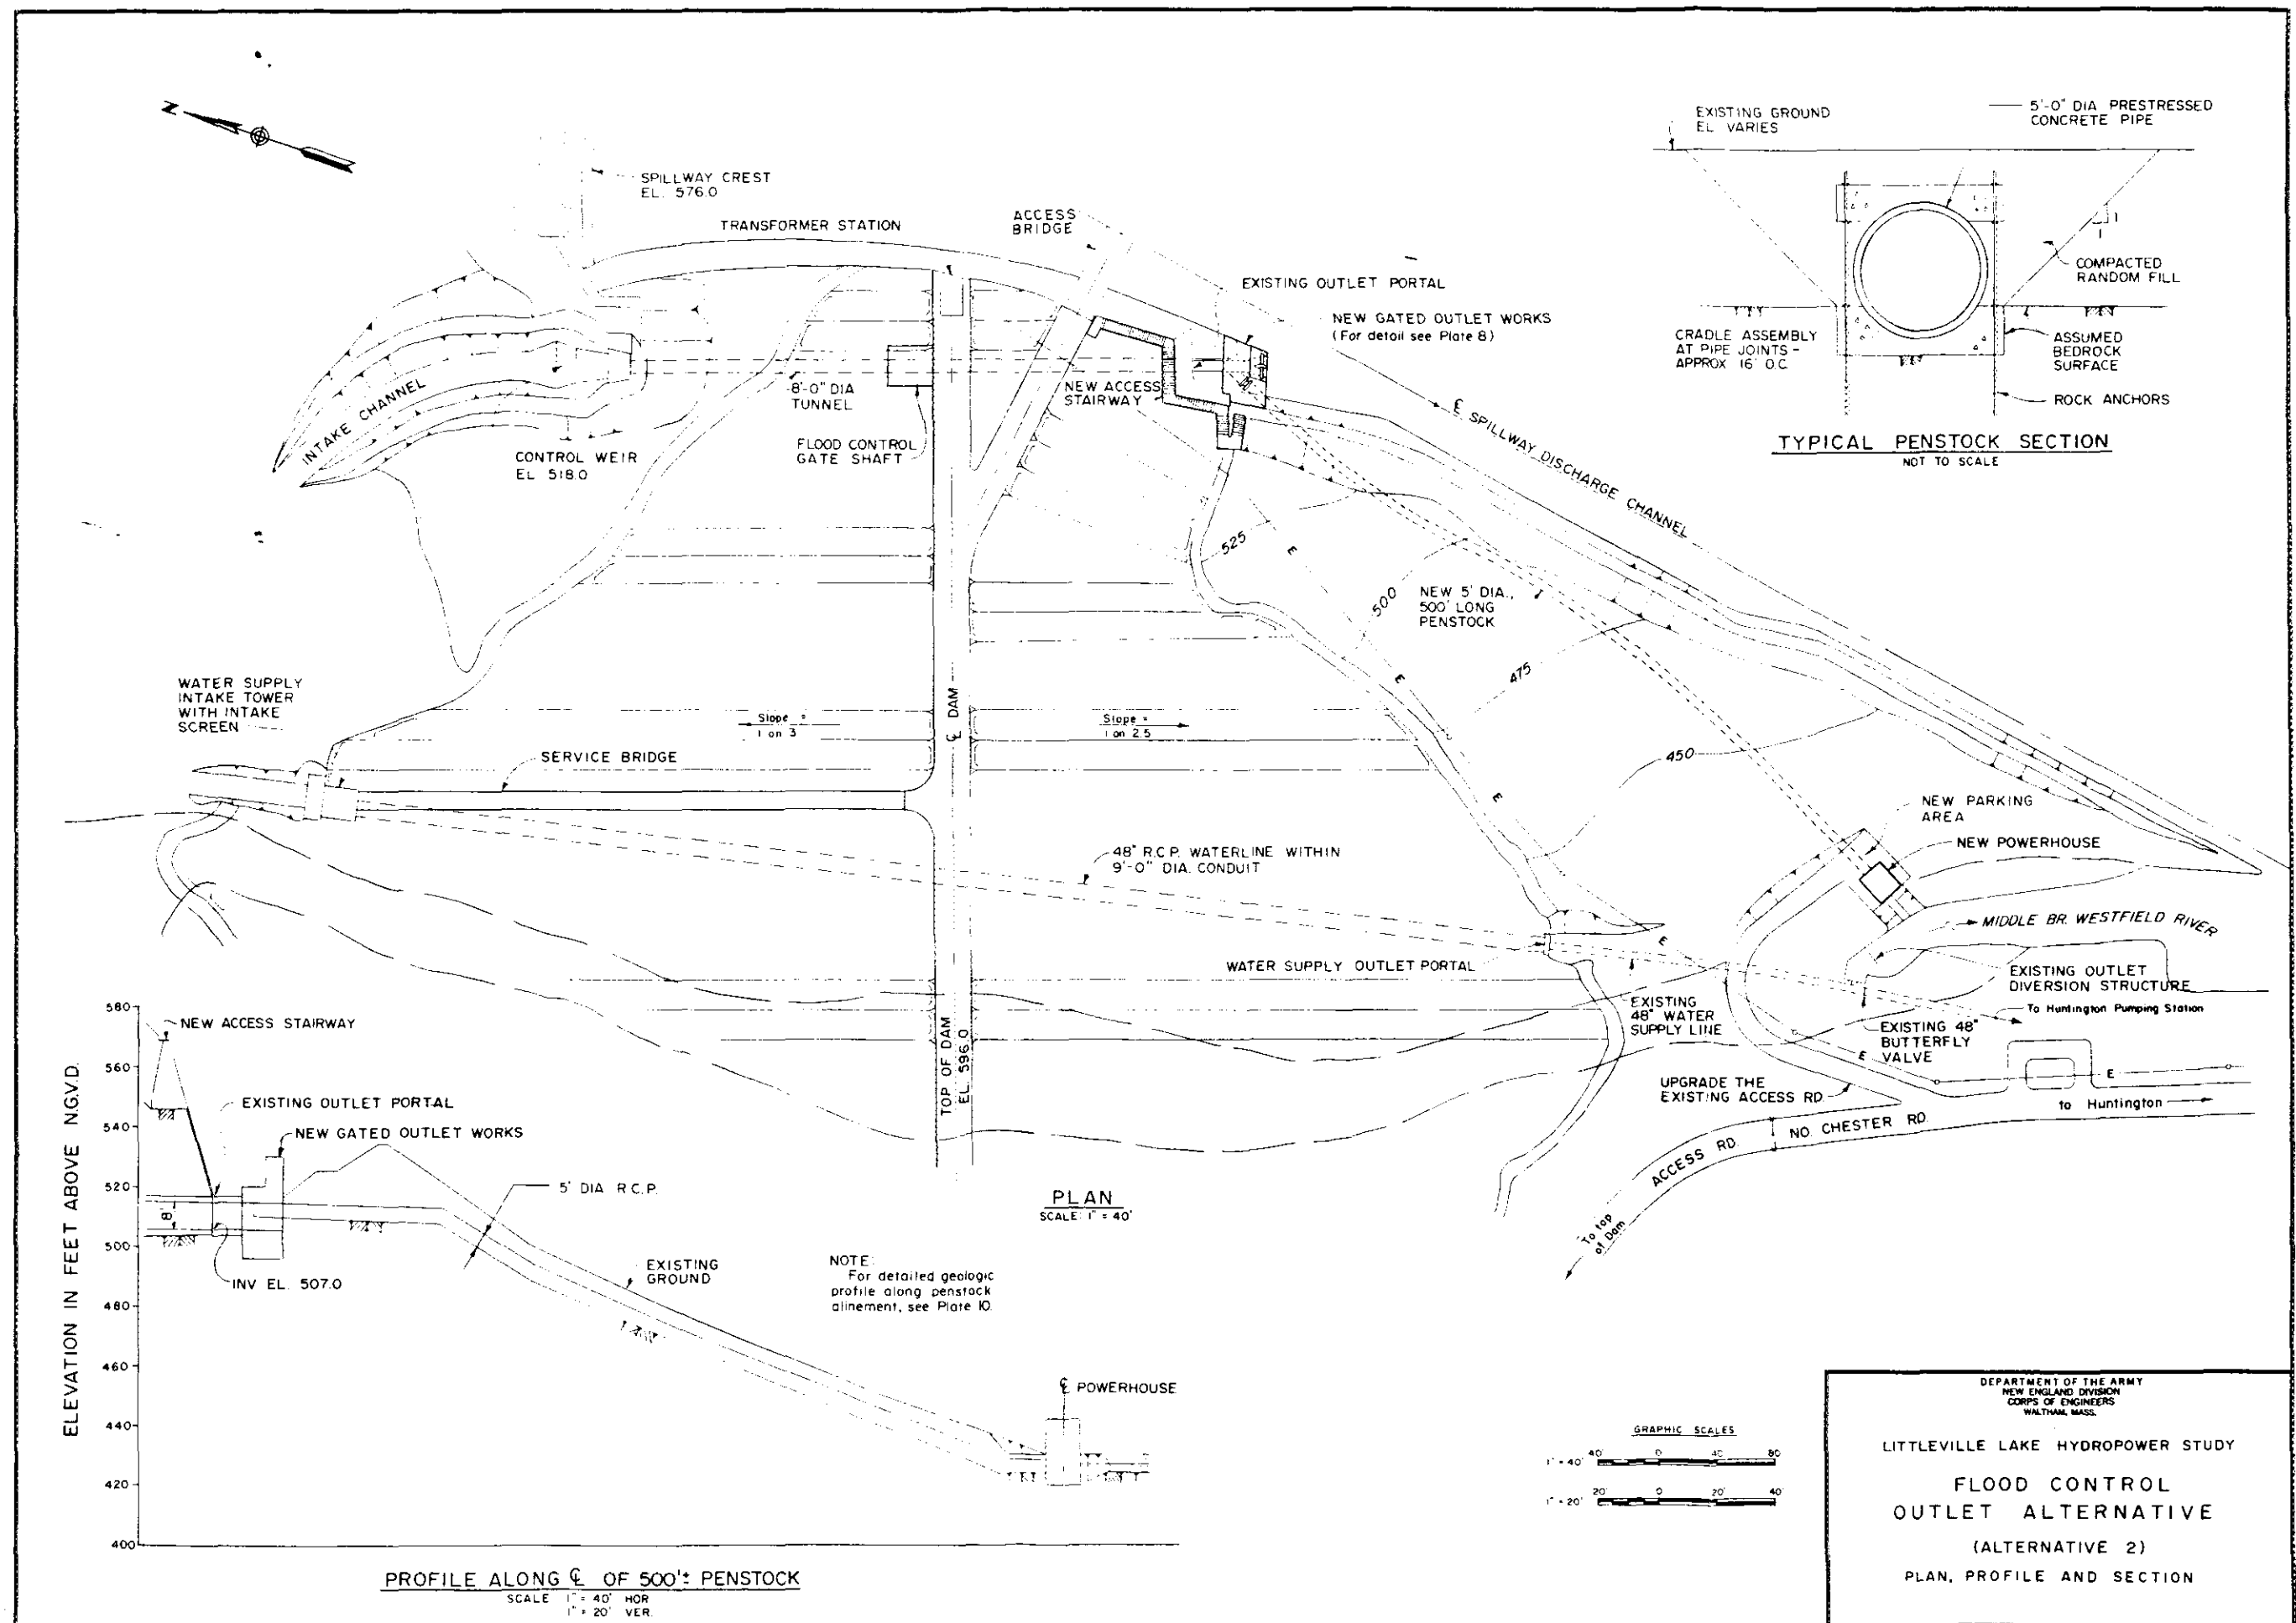 N
SPILLWAY CREST
EL. 576.0
TRANSFORMER STATION
ACCESS
BRIDGE
EXISTING OUTLET PORTAL
NEW GATED OUTLET WORKS
(For detail see Plate 8)
INTAKE CHANNEL
8'-0" DIA
TUNNEL
NEW ACCESS
STAIRWAY
CONTROL WEIR
EL 518.0
FLOOD CONTROL
GATE SHAFT
℄ SPILLWAY DISCHARGE CHANNEL
525
500
NEW 5' DIA.,
500' LONG
PENSTOCK
475
450
E
E
E
E
E
E
WATER SUPPLY
INTAKE TOWER
WITH INTAKE
SCREEN
SERVICE BRIDGE
Slope =
1 on 3
℄ DAM
Slope =
1 on 2.5
48" R.C.P. WATERLINE WITHIN
9'-0" DIA. CONDUIT
NEW PARKING
AREA
NEW POWERHOUSE
MIDDLE BR. WESTFIELD RIVER
WATER SUPPLY OUTLET PORTAL
EXISTING OUTLET
DIVERSION STRUCTURE
To Huntington Pumping Station
EXISTING
48" WATER
SUPPLY LINE
EXISTING 48"
BUTTERFLY
VALVE
UPGRADE THE
EXISTING ACCESS RD.
to Huntington
NO. CHESTER RD.
ACCESS RD.
To top
of Dam
TOP OF DAM
EL. 596.0
PLAN
SCALE: 1" = 40'
EXISTING GROUND
EL VARIES
5'-0" DIA PRESTRESSED
CONCRETE PIPE
1
1
COMPACTED
RANDOM FILL
CRADLE ASSEMBLY
AT PIPE JOINTS -
APPROX 16' O.C.
ASSUMED
BEDROCK
SURFACE
ROCK ANCHORS
TYPICAL PENSTOCK SECTION
NOT TO SCALE
ELEVATION IN FEET ABOVE N.G.V.D.
580
560
540
520
500
480
460
440
420
400
NEW ACCESS STAIRWAY
EXISTING OUTLET PORTAL
NEW GATED OUTLET WORKS
5' DIA R.C.P.
8'
INV EL. 507.0
EXISTING
GROUND
℄ POWERHOUSE
NOTE:
For detailed geologic
profile along penstock
alinement, see Plate 10.
PROFILE ALONG ℄ OF 500'± PENSTOCK
SCALE 1" = 40' HOR
1" = 20' VER.
GRAPHIC SCALES
1" = 40' 40' 0 40' 80'
1" = 20' 20' 0 20' 40'
DEPARTMENT OF THE ARMY
NEW ENGLAND DIVISION
CORPS OF ENGINEERS
WALTHAM, MASS.
LITTLEVILLE LAKE HYDROPOWER STUDY
FLOOD CONTROL
OUTLET ALTERNATIVE
(ALTERNATIVE 2)
PLAN, PROFILE AND SECTION